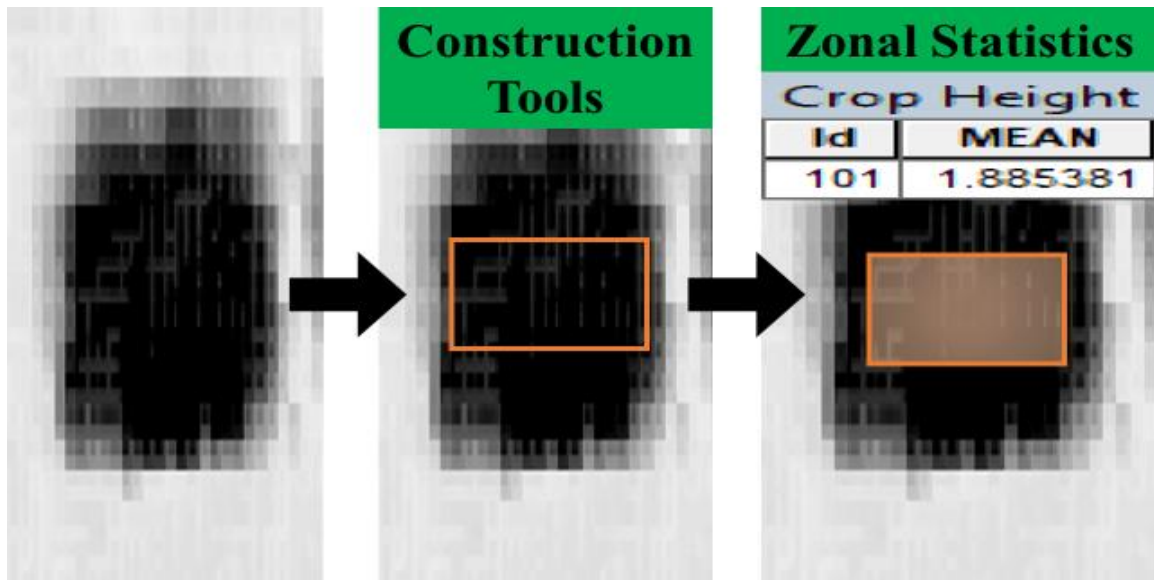 Construction
Tools
Zonal Statistics
Crop Height
Id MEAN
101 1.885381